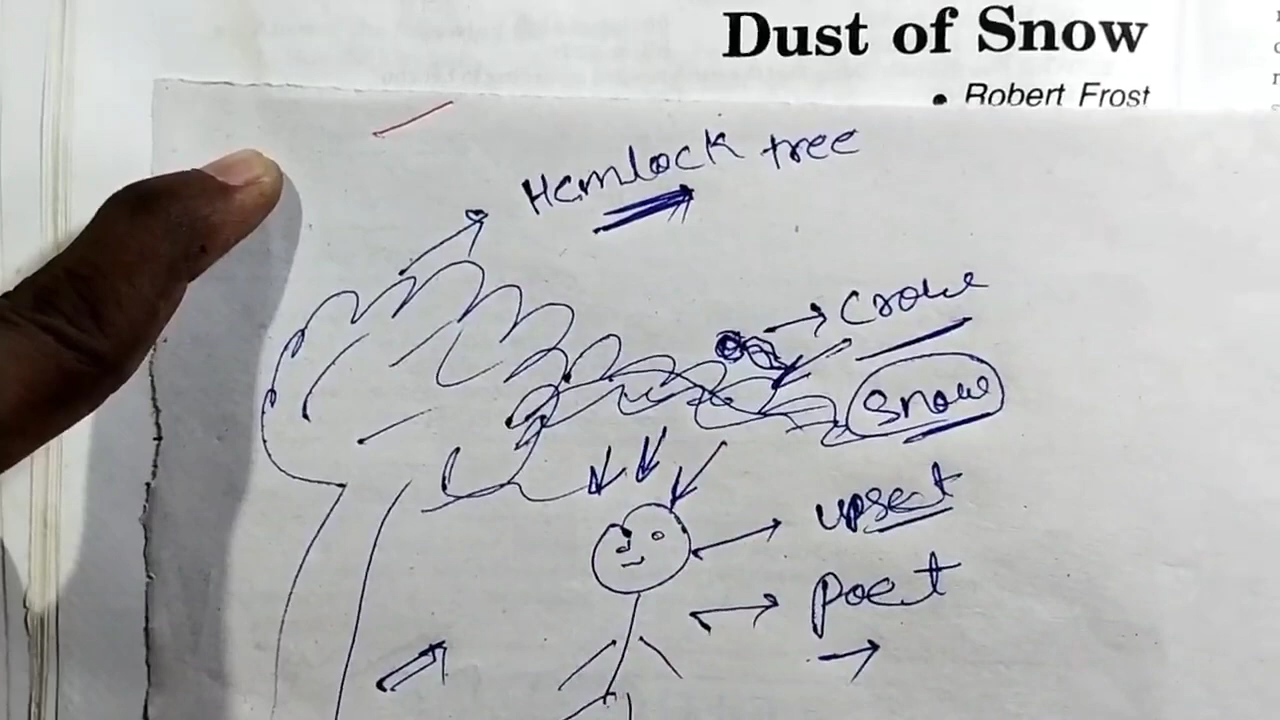 Dust of Snow
• Robert Frost
Hemlock tree
Crow
Snow
upset
Poet